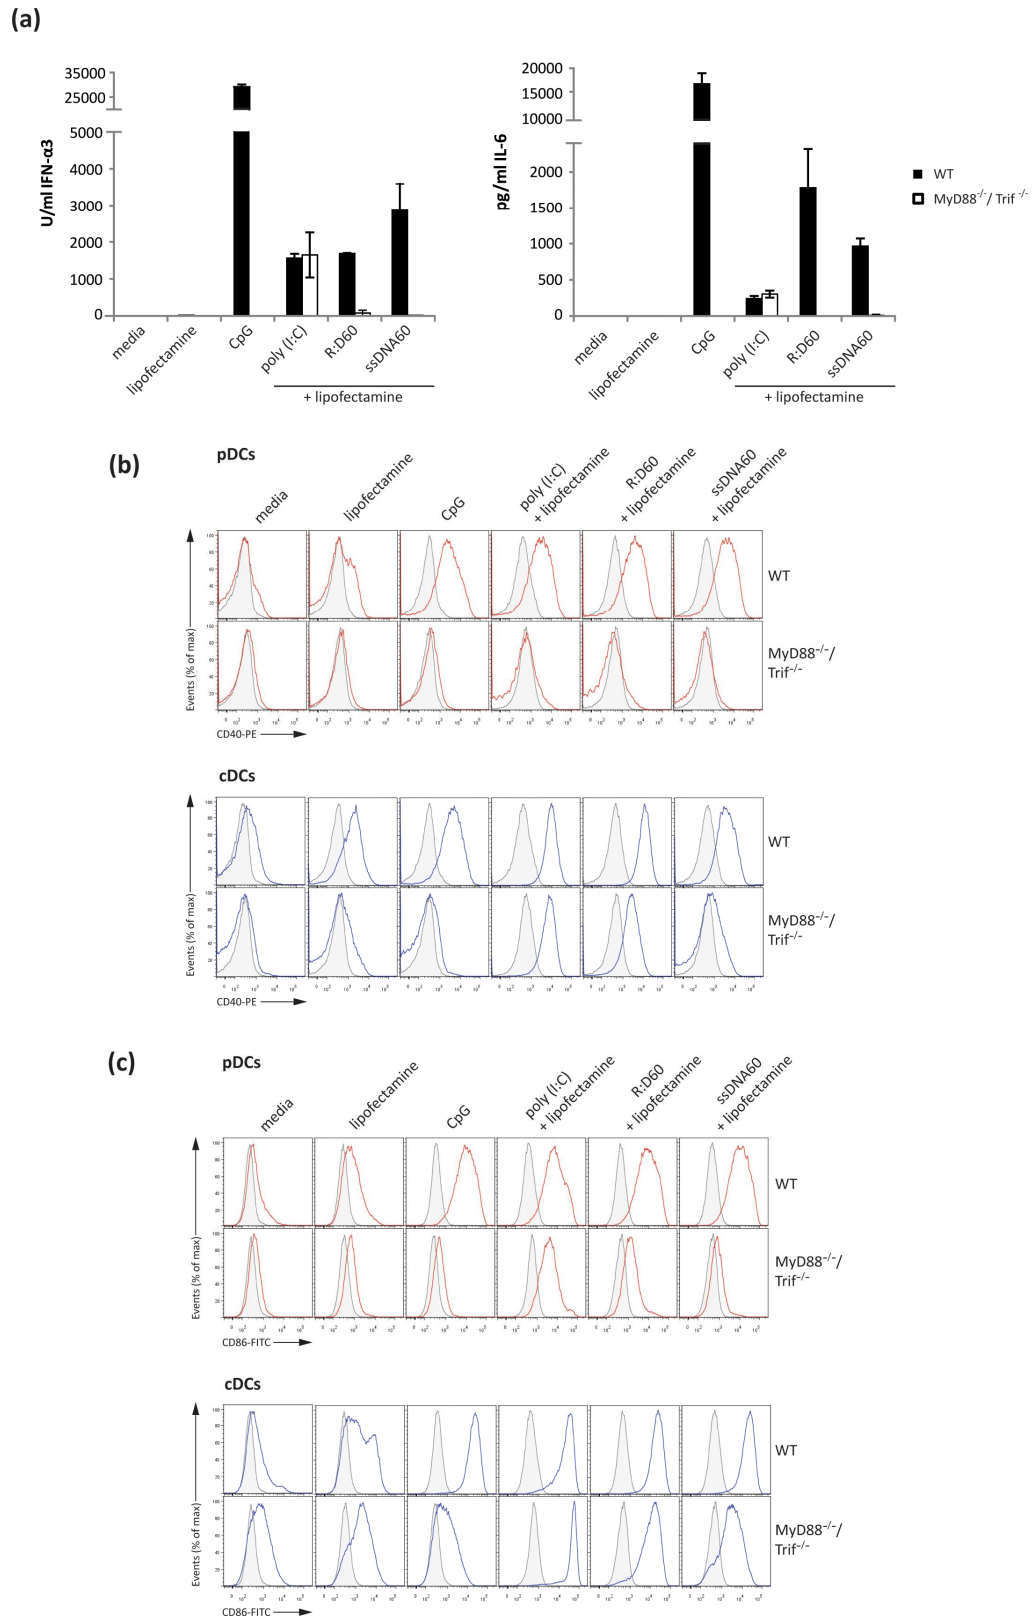 (a)
U/ml IFN-α3
35000
25000
5000
4000
3000
2000
1000
0
media
lipofectamine
CpG
poly (I:C)
R:D60
ssDNA60
+ lipofectamine
pg/ml IL-6
20000
15000
10000
2000
1500
1000
500
0
media
lipofectamine
CpG
poly (I:C)
R:D60
ssDNA60
+ lipofectamine
WT
MyD88-/-/ Trif -/-
(b)
pDCs
media
lipofectamine
CpG
poly (I:C)
+ lipofectamine
R:D60
+ lipofectamine
ssDNA60
+ lipofectamine
WT
MyD88-/-/
Trif-/-
Events (% of max)
CD40-PE
cDCs
WT
MyD88-/-/
Trif-/-
Events (% of max)
CD40-PE
(c)
pDCs
media
lipofectamine
CpG
poly (I:C)
+ lipofectamine
R:D60
+ lipofectamine
ssDNA60
+ lipofectamine
WT
MyD88-/-/
Trif-/-
Events (% of max)
CD86-FITC
cDCs
WT
MyD88-/-/
Trif-/-
Events (% of max)
CD86-FITC